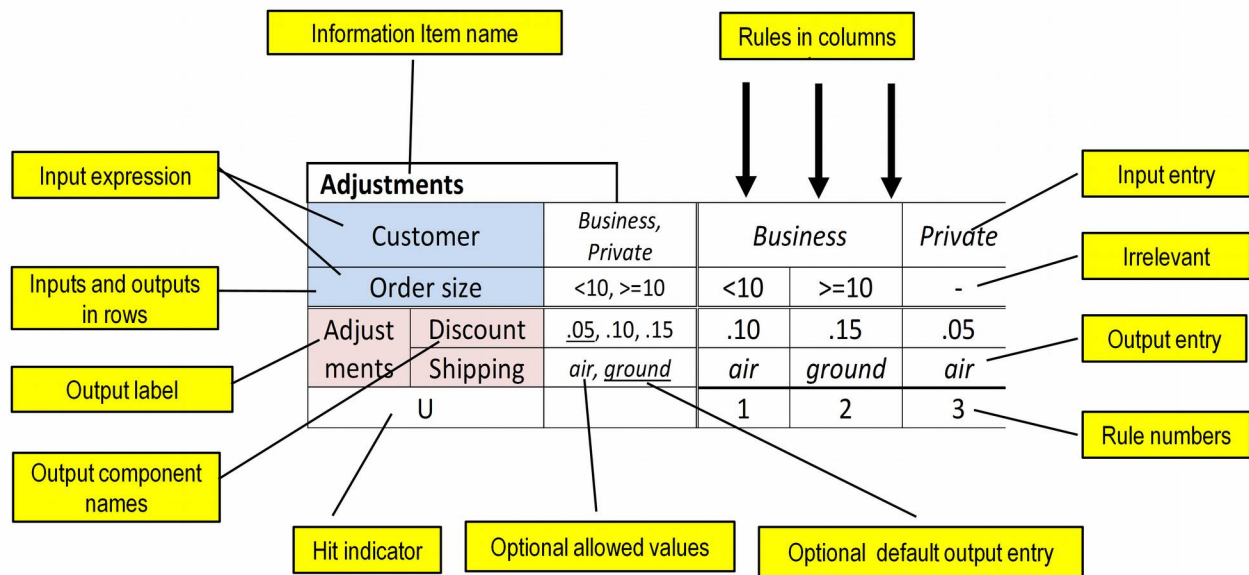 Information Item name
Rules in columns
Input expression
Adjustments
Input entry
Customer
Business,
Private
Business
Private
Irrelevant
Inputs and outputs
in rows
Order size
<10, >=10
<10
>=10
-
Adjust
ments
Discount
.05, .10, .15
.10
.15
.05
Output entry
Shipping
air, ground
air
ground
air
Output label
U
1
2
3
Rule numbers
Output component
names
Hit indicator
Optional allowed values
Optional default output entry